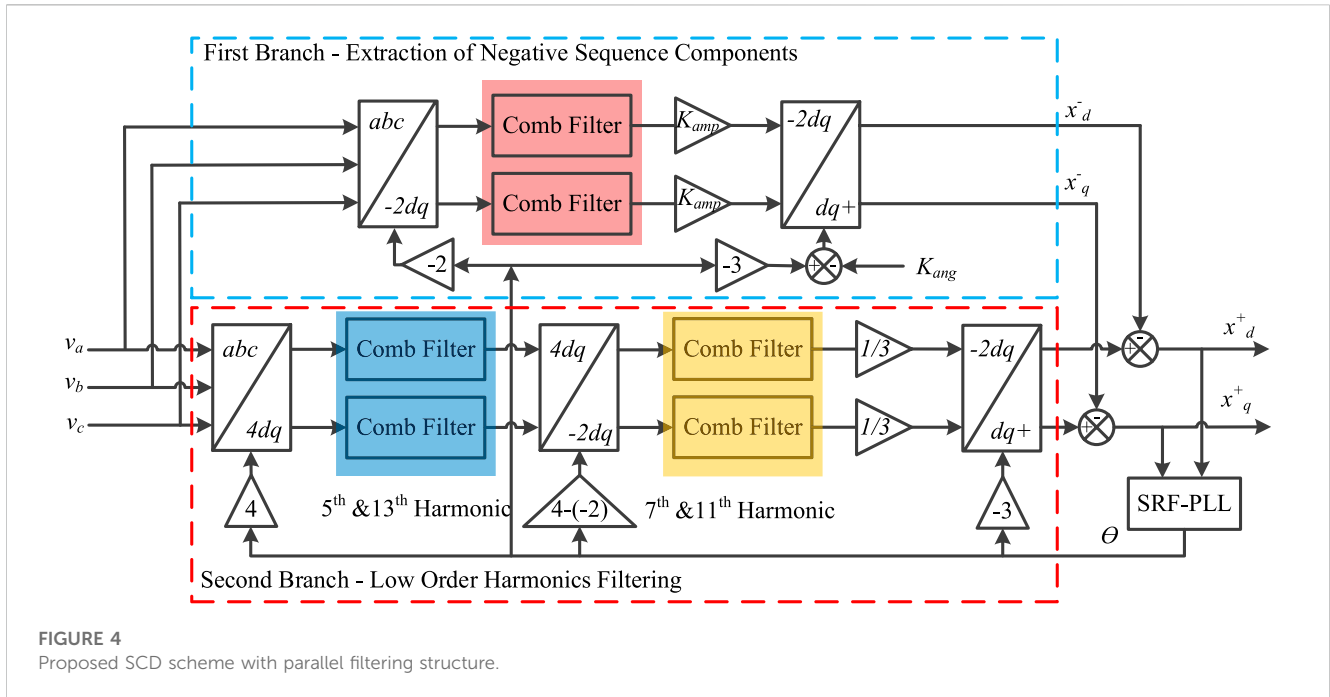 First Branch - Extraction of Negative Sequence Components
abc
-2dq
Comb Filter
Comb Filter
K_amp
K_amp
-2dq
dq+
x^-_d
x^-_q
-2
-3
+
-
K_ang
v_a
v_b
v_c
abc
4dq
Comb Filter
Comb Filter
4dq
-2dq
Comb Filter
Comb Filter
1/3
1/3
-2dq
dq+
+
-
+
-
x^+_d
x^+_q
4
5th &13th Harmonic
4-(-2)
7th &11th Harmonic
-3
SRF-PLL
Θ
Second Branch - Low Order Harmonics Filtering
FIGURE 4
Proposed SCD scheme with parallel filtering structure.